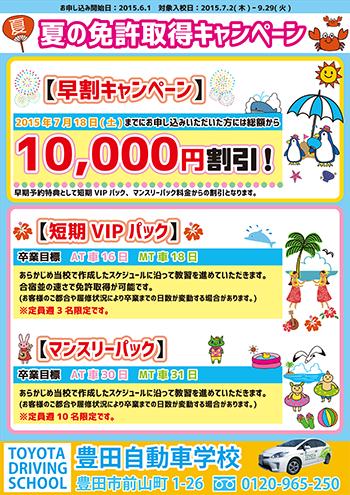 お申し込み開始日：2015.6.1　対象入校日：2015.7.2(木)－9.29(火)
夏 夏の免許取得キャンペーン
【早割キャンペーン】
2015年7月18日(土)までにお申しこみいただいた方には総額から
10,000円割引！
早期予約特典として短期VIPパック、マンスリーパック料金からの割引となります。
【短期VIPパック】
卒業目標　AT車16日　MT車18日
あらかじめ当校で作成したスケジュールに沿って教習を進めていただきます。
合宿並の速さで免許取得が可能です。
(お客様のご都合や履修状況により卒業までの日数が変動する場合があります。)
※定員週3名限定です。
【マンスリーパック】
卒業目標　AT車30日　MT車31日
あらかじめ当校で作成したスケジュールに沿って教習を進めていただきます。
(お客様のご都合や履修状況により卒業までの日数が変動する場合があります。)
※定員週10名限定です。
TOYOTA
DRIVING
SCHOOL
豊田自動車学校
豊田市前山町1-26 0120-965-250